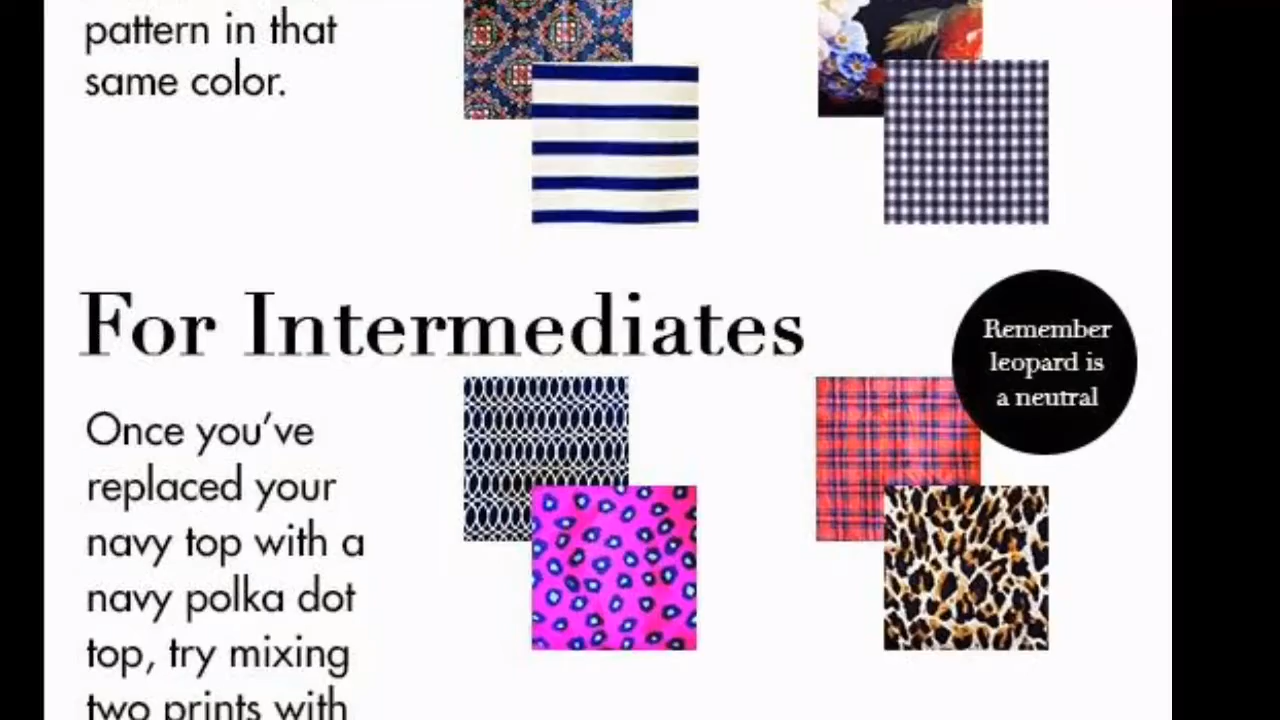 pattern in that
same color.
For Intermediates
Remember
leopard is
a neutral
Once you've
replaced your
navy top with a
navy polka dot
top, try mixing
two prints with